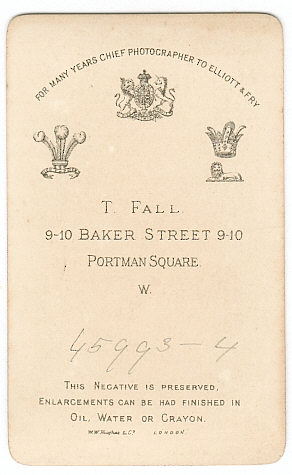 FOR MANY YEARS CHIEF PHOTOGRAPHER TO ELLIOTT & FRY
T. FALL
9-10 BAKER STREET 9-10
PORTMAN SQUARE.
W.
45993-4
THIS NEGATIVE IS PRESERVED,
ENLARGEMENTS CAN BE HAD FINISHED IN
OIL, WATER OR CRAYON.
LONDON.